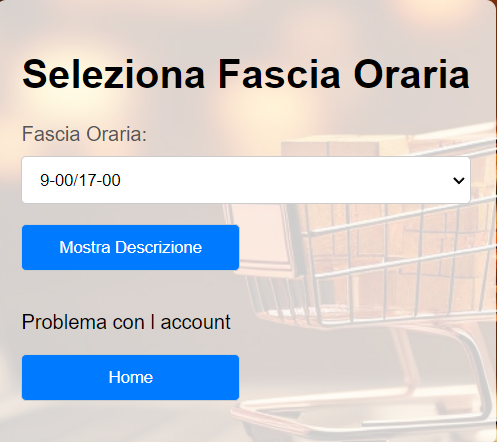 Seleziona Fascia Oraria
Fascia Oraria:
9-00/17-00
Mostra Descrizione
Problema con l account
Home